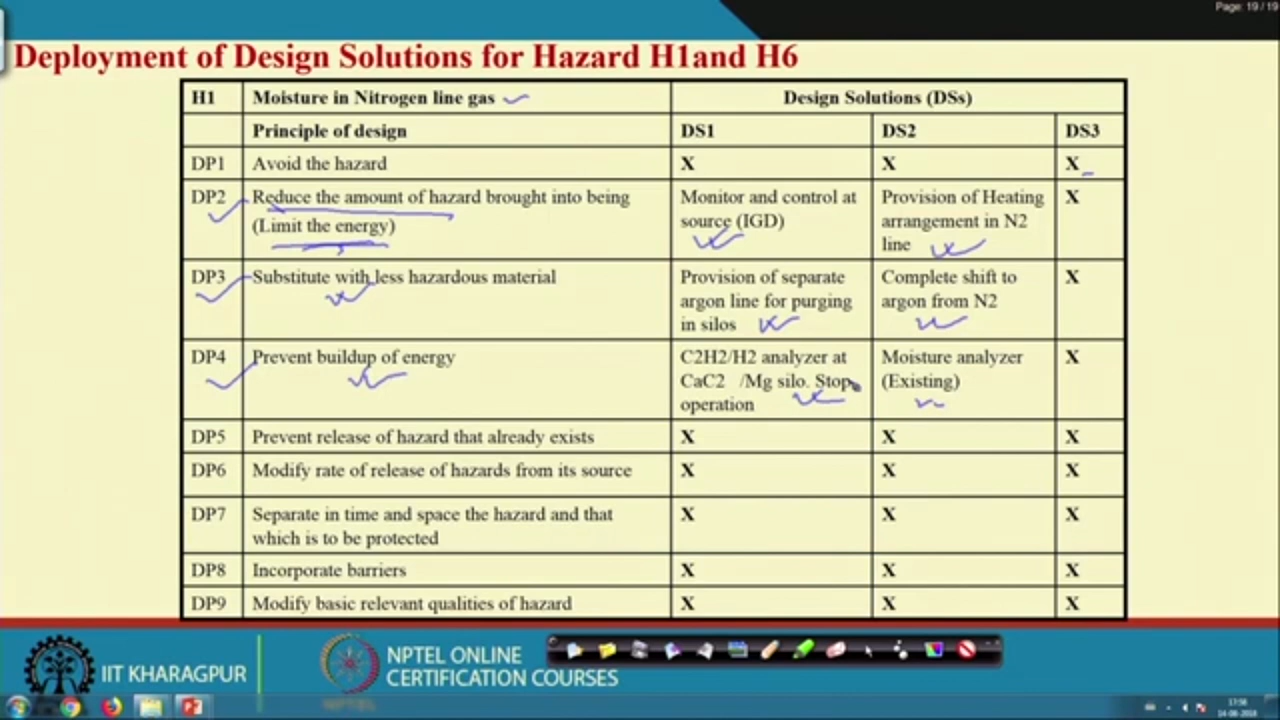 Page: 19 / 19
Deployment of Design Solutions for Hazard H1and H6
H1 Moisture in Nitrogen line gas Design Solutions (DSs)
Principle of design DS1 DS2 DS3
DP1 Avoid the hazard X X X
DP2 Reduce the amount of hazard brought into being Monitor and control at Provision of Heating X
(Limit the energy) source (IGD) arrangement in N2
line
DP3 Substitute with less hazardous material Provision of separate Complete shift to X
argon line for purging argon from N2
in silos
DP4 Prevent buildup of energy C2H2/H2 analyzer at Moisture analyzer X
CaC2 /Mg silo. Stop (Existing)
operation
DP5 Prevent release of hazard that already exists X X X
DP6 Modify rate of release of hazards from its source X X X
DP7 Separate in time and space the hazard and that X X X
which is to be protected
DP8 Incorporate barriers X X X
DP9 Modify basic relevant qualities of hazard X X X
IIT KHARAGPUR
NPTEL ONLINE
CERTIFICATION COURSES
NPTEL
17:58
14-06-2018